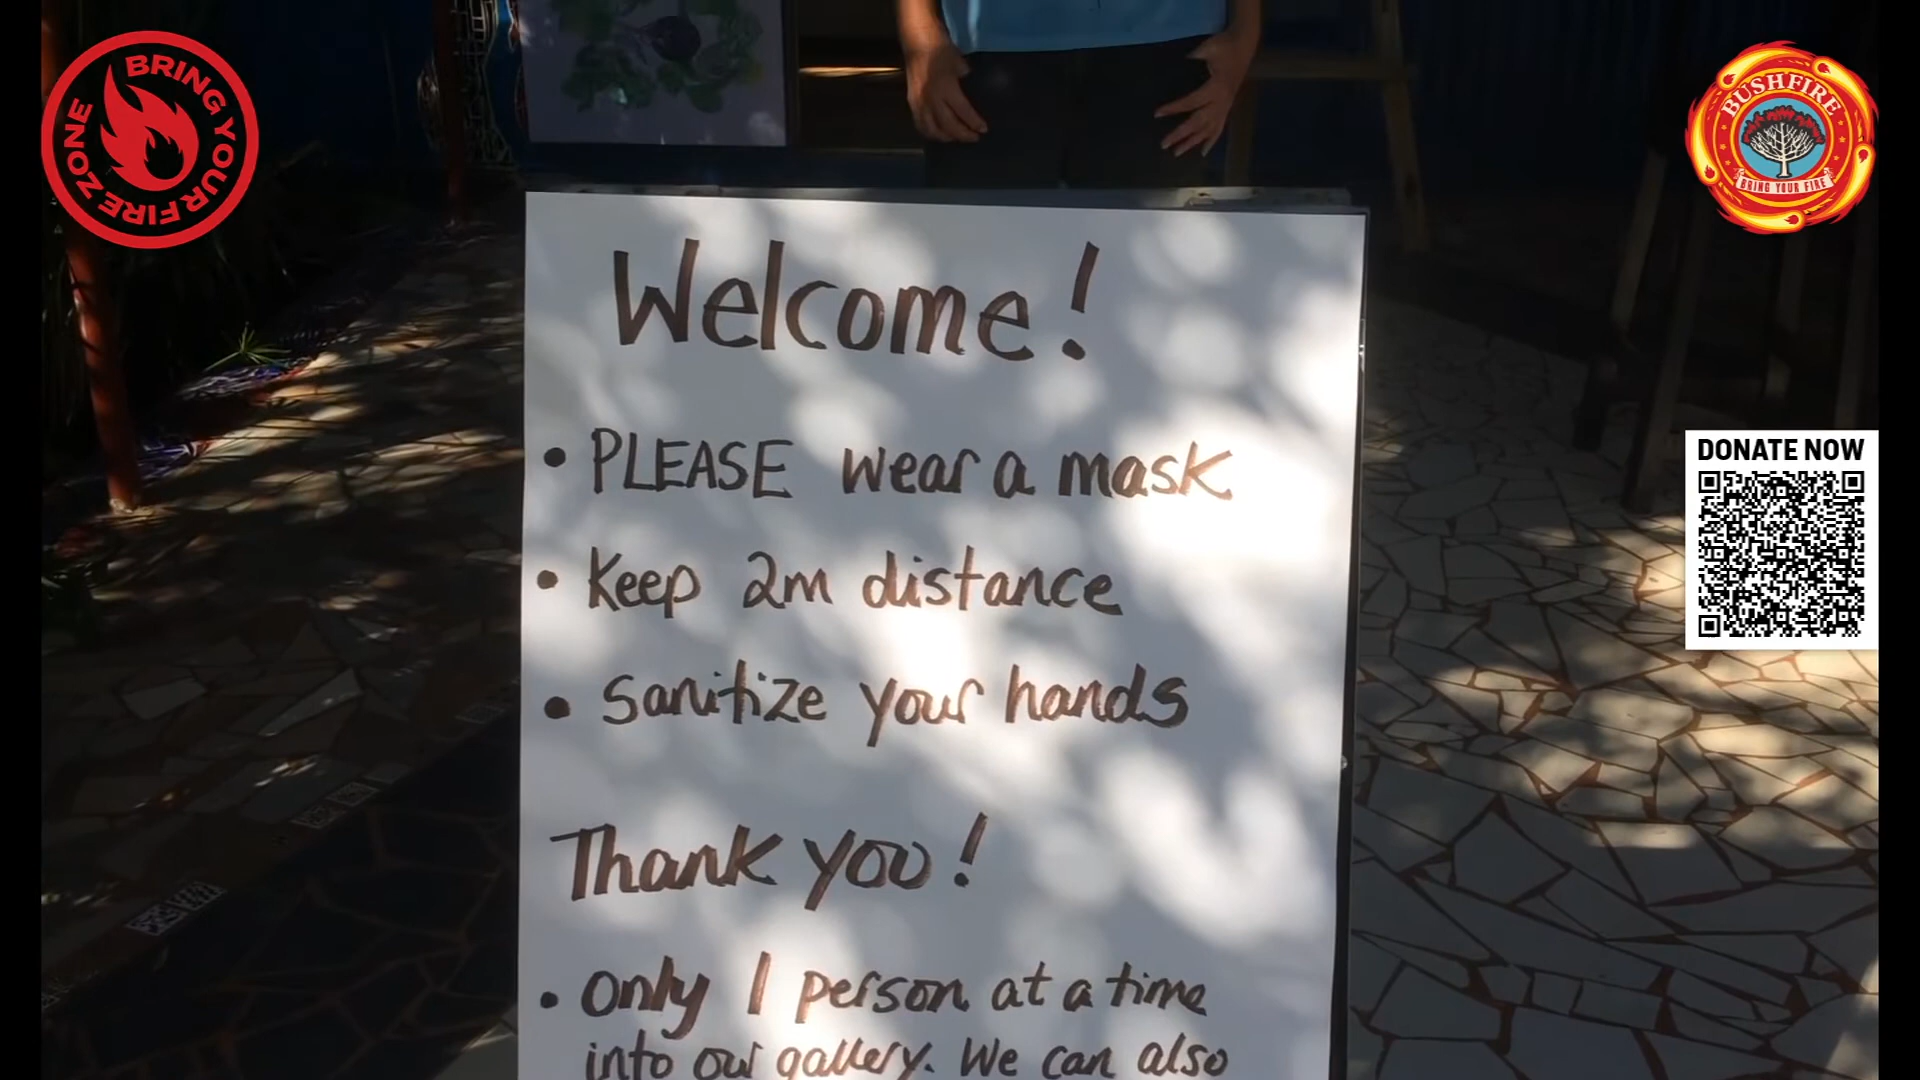 BRING YOUR FIRE ZONE
BUSHFIRE
BRING YOUR FIRE
DONATE NOW
Welcome!
• PLEASE wear a mask
• Keep 2m distance
• Sanitize your hands
Thank you!
• Only 1 person at a time
into our gallery. We can also